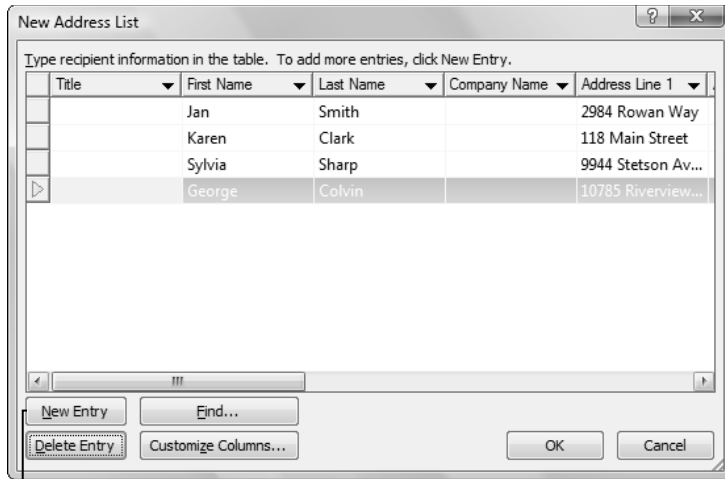 New Address List
Type recipient information in the table. To add more entries, click New Entry.
Title First Name Last Name Company Name Address Line 1
Jan Smith 2984 Rowan Way
Karen Clark 118 Main Street
Sylvia Sharp 9944 Stetson Av...
George Colvin 10785 Riverview...
New Entry Find...
Delete Entry Customize Columns... OK Cancel